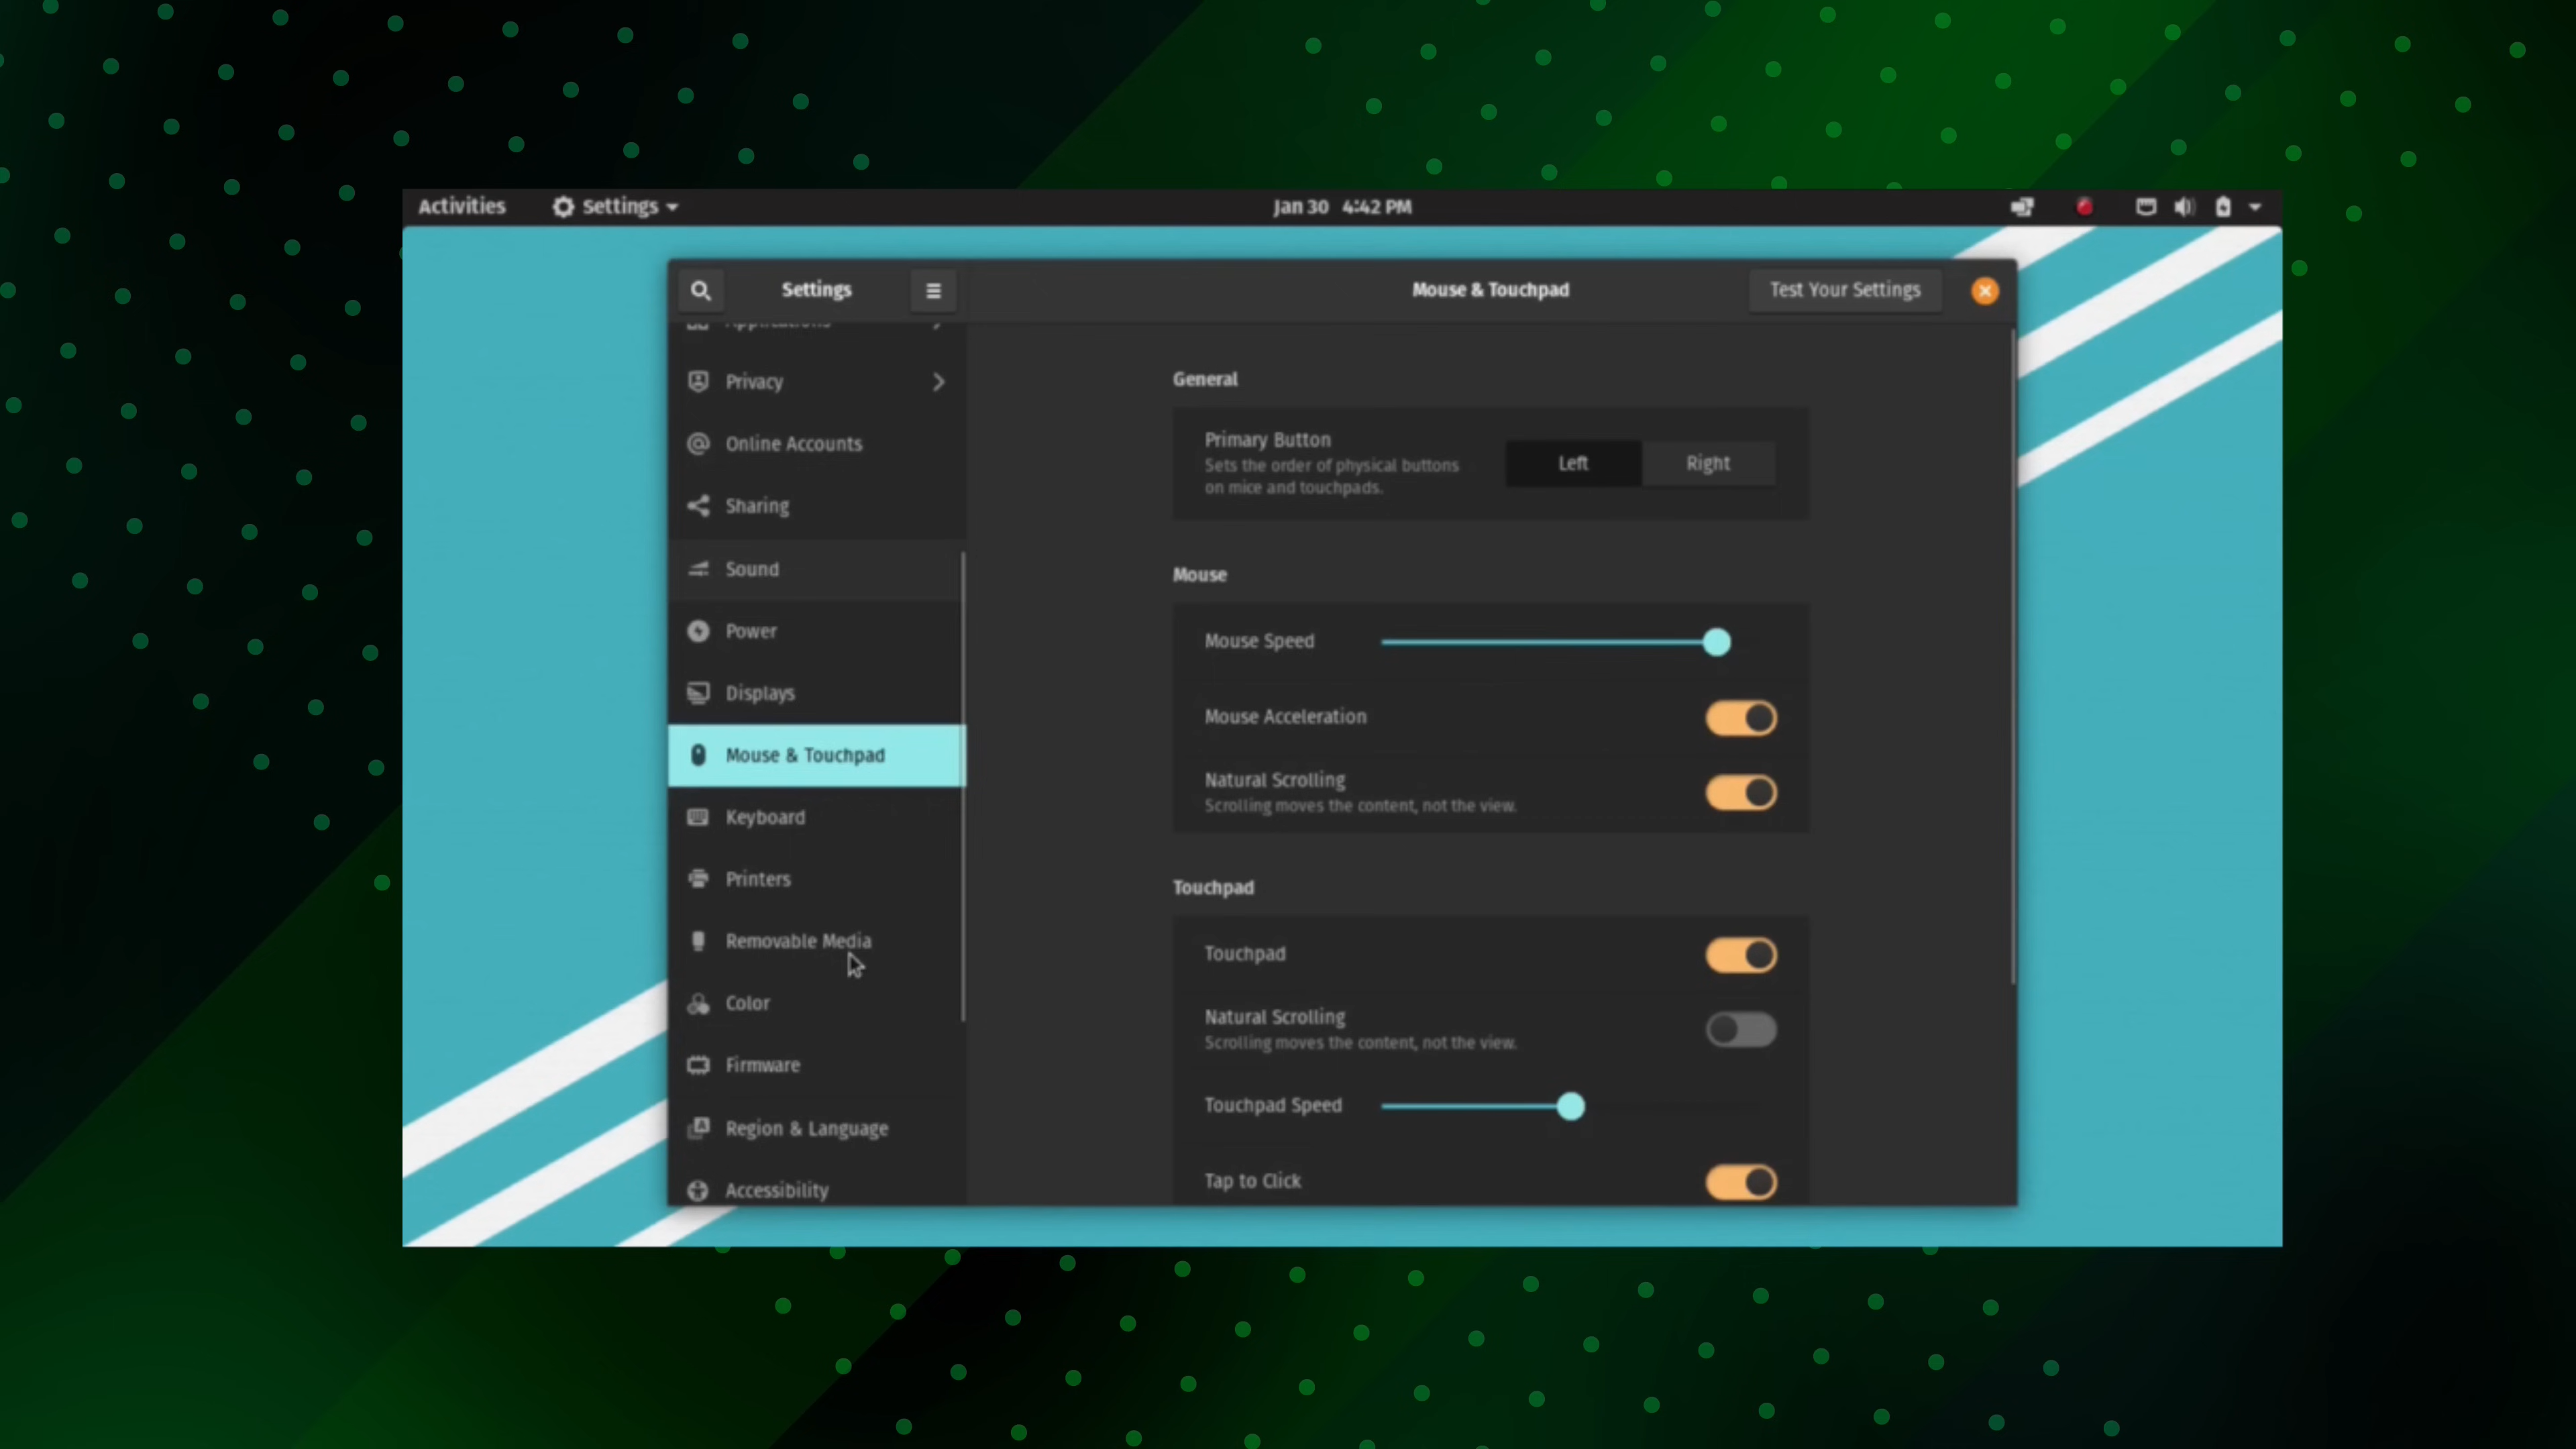 Activities
Settings
Jan 30 4:42 PM
Settings
Mouse & Touchpad
Test Your Settings
Applications
Privacy
Online Accounts
Sharing
Sound
Power
Displays
Mouse & Touchpad
Keyboard
Printers
Removable Media
Color
Firmware
Region & Language
Accessibility
General
Primary Button
Sets the order of physical buttons
on mice and touchpads.
Left
Right
Mouse
Mouse Speed
Mouse Acceleration
Natural Scrolling
Scrolling moves the content, not the view.
Touchpad
Touchpad
Natural Scrolling
Scrolling moves the content, not the view.
Touchpad Speed
Tap to Click